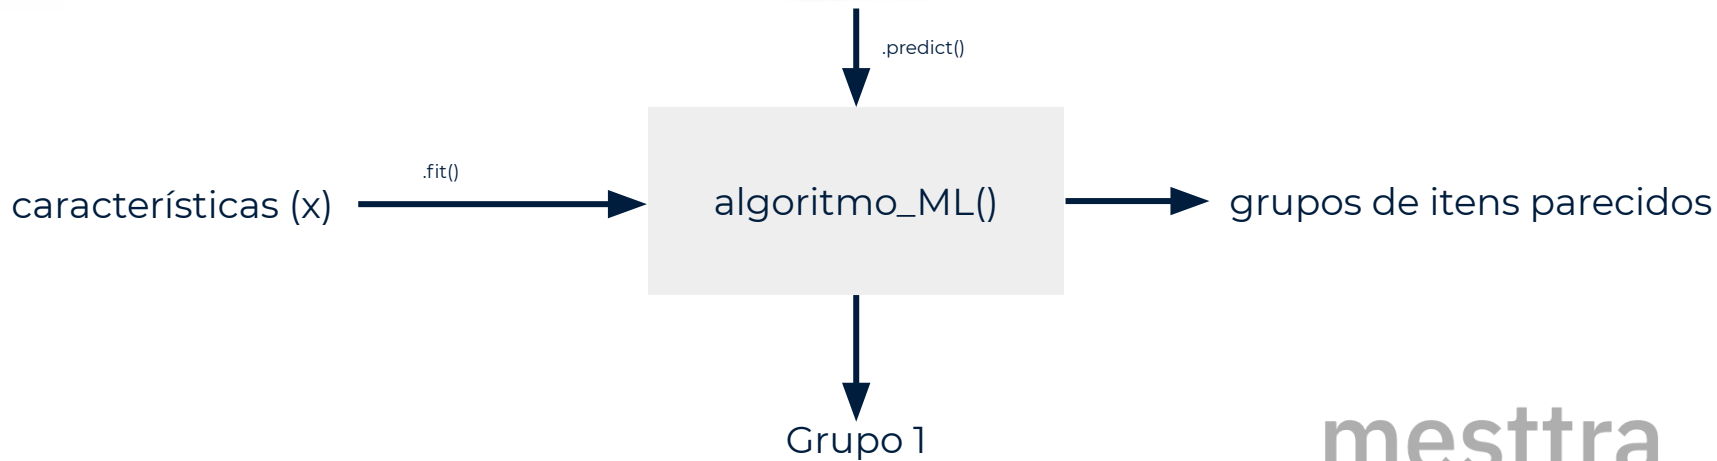 .predict()
.fit()
características (x)
algoritmo_ML()
grupos de itens parecidos
Grupo 1
mesttra